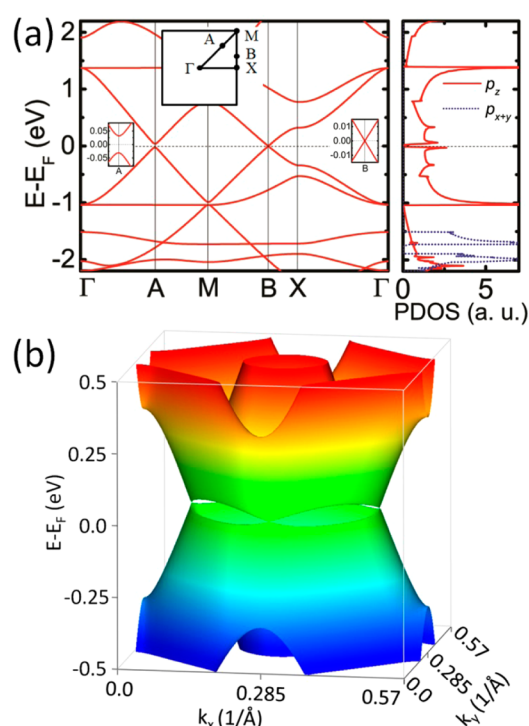 (a)
2
1
0
-1
-2
E-E_F (eV)
M
A
B
Γ
X
0.05
0.00
-0.05
A
0.01
0.00
-0.01
B
Γ
A
M
B
X
Γ
p_z
p_x+y
0
5
PDOS (a. u.)
(b)
0.5
0.25
0.0
-0.25
-0.5
E-E_F (eV)
0.0
0.285
0.57
k_x (1/Å)
0.0
0.285
0.57
k_y (1/Å)